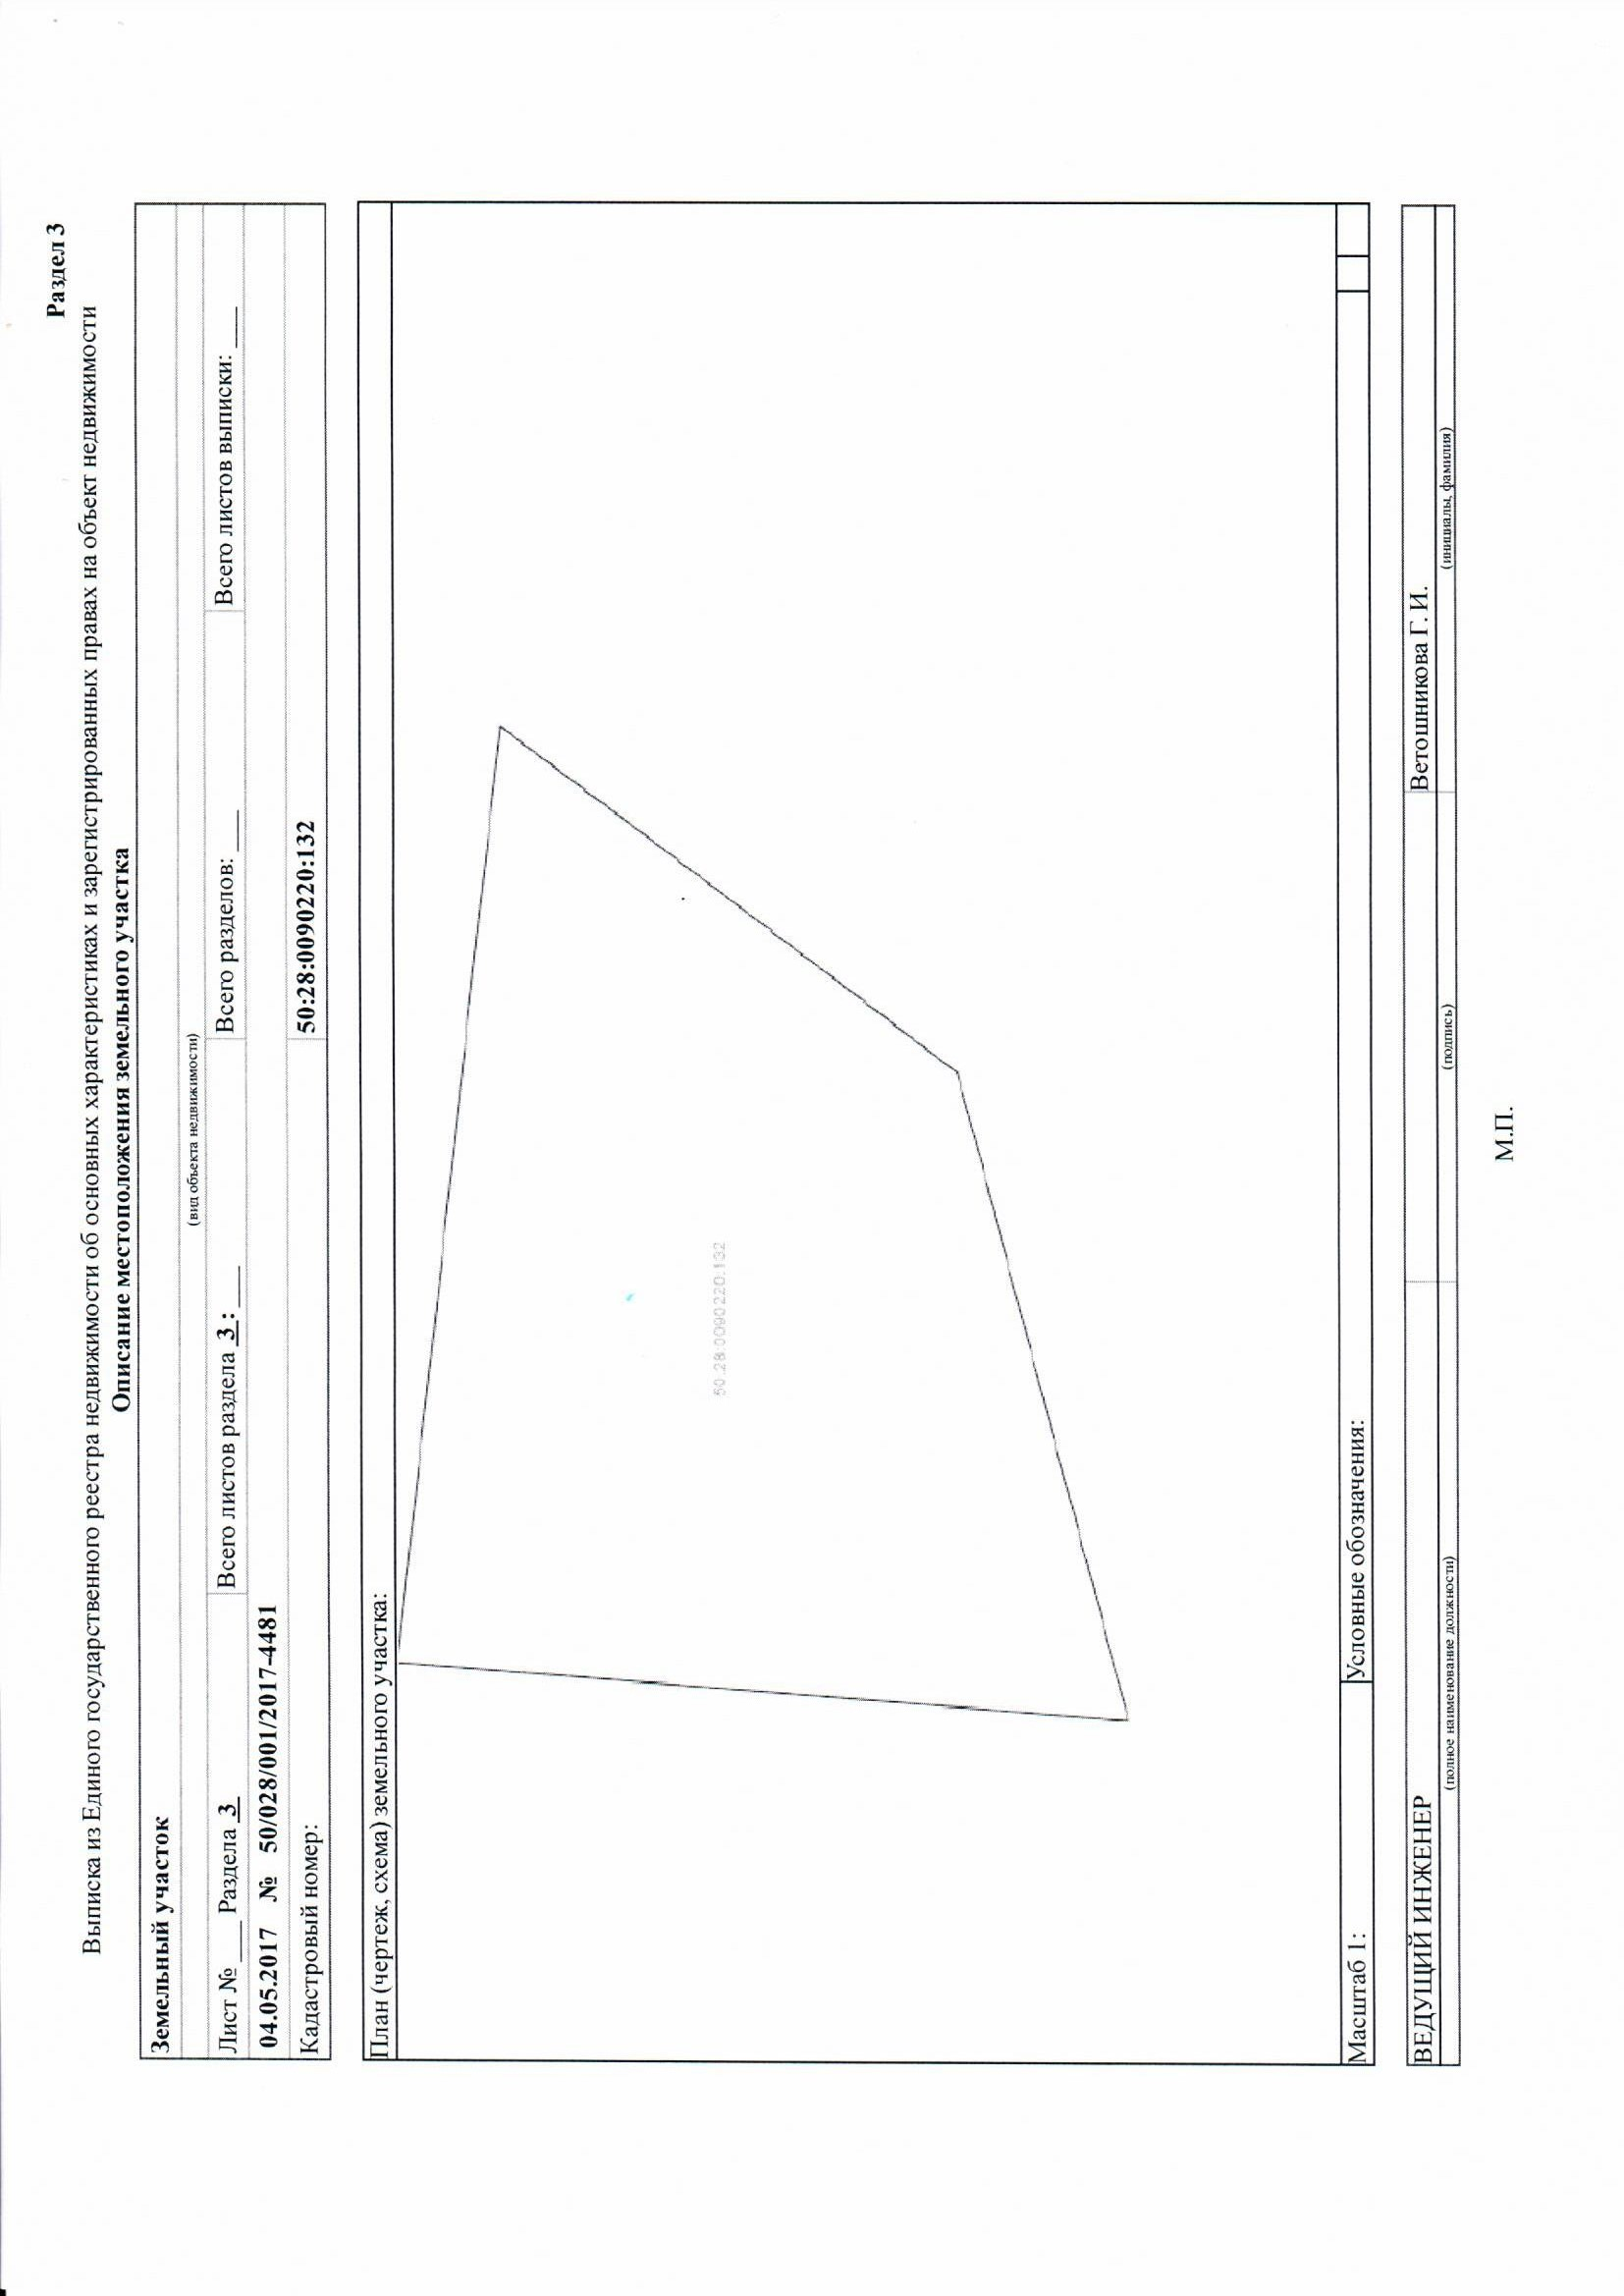 Раздел 3
Выписка из Единого государственного реестра недвижимости об основных характеристиках и зарегистрированных правах на объект недвижимости
Описание местоположения земельного участка
Земельный участок
(вид объекта недвижимости)
Лист № ___ Раздела 3 Всего листов раздела 3 : ___ Всего разделов: ___ Всего листов выписки: ___
04.05.2017 № 50/028/001/2017-4481
Кадастровый номер: 50:28:0090220:132
План (чертеж, схема) земельного участка:
50:28:0090220:132
Масштаб 1: Условные обозначения:
ВЕДУЩИЙ ИНЖЕНЕР Ветошникова Г. И.
(полное наименование должности) (подпись) (инициалы, фамилия)
М.П.